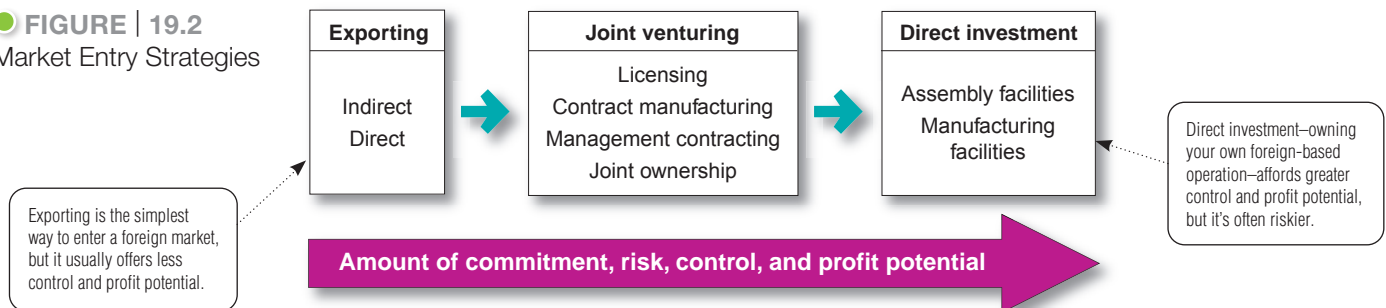 FIGURE | 19.2
Market Entry Strategies
Exporting
Indirect
Direct
Joint venturing
Licensing
Contract manufacturing
Management contracting
Joint ownership
Direct investment
Assembly facilities
Manufacturing
facilities
Exporting is the simplest
way to enter a foreign market,
but it usually offers less
control and profit potential.
Direct investment–owning
your own foreign-based
operation–affords greater
control and profit potential,
but it's often riskier.
Amount of commitment, risk, control, and profit potential